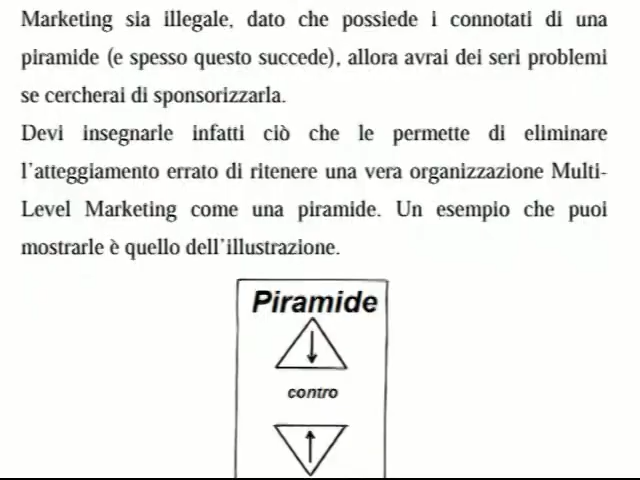 Marketing sia illegale, dato che possiede i connotati di una
piramide (e spesso questo succede), allora avrai dei seri problemi
se cercherai di sponsorizzarla.
Devi insegnarle infatti ciò che le permette di eliminare
l'atteggiamento errato di ritenere una vera organizzazione Multi-
Level Marketing come una piramide. Un esempio che puoi
mostrarle è quello dell'illustrazione.
Piramide
contro